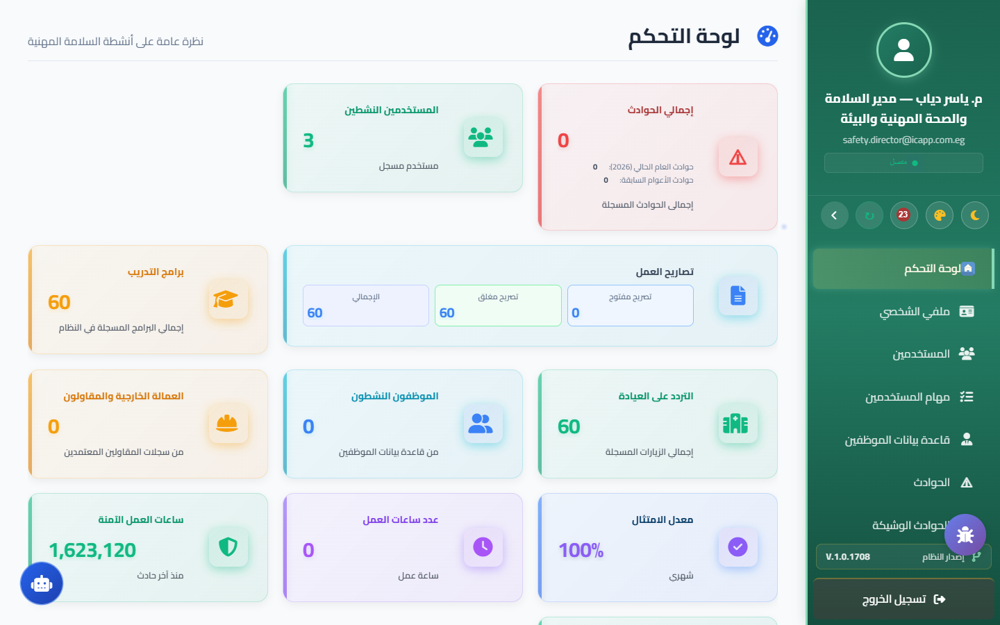 م. ياسر دياب — مدير السلامة
والصحة المهنية والبيئة
safety.director@icapp.com.eg
متصل
23
لوحة التحكم
ملفي الشخصي
المستخدمين
مهام المستخدمين
قاعدة بيانات الموظفين
الحوادث
الحوادث الوشيكة
إصدار النظام V.1.0.1708
تسجيل الخروج
لوحة التحكم
نظرة عامة على أنشطة السلامة المهنية
إجمالي الحوادث
0
حوادث العام الحالي (2026): 0
حوادث الأعوام السابقة: 0
إجمالي الحوادث المسجلة
المستخدمين النشطين
3
مستخدم مسجل
تصاريح العمل
تصريح مفتوح
0
تصريح مغلق
60
الإجمالي
60
برامج التدريب
60
إجمالي البرامج المسجلة في النظام
التردد على العيادة
60
إجمالي الزيارات المسجلة
الموظفون النشطون
0
من قاعدة بيانات الموظفين
العمالة الخارجية والمقاولون
0
من سجلات المقاولين المعتمدين
معدل الامتثال
100%
شهري
عدد ساعات العمل
0
ساعة عمل
ساعات العمل الآمنة
1,623,120
منذ آخر حادث